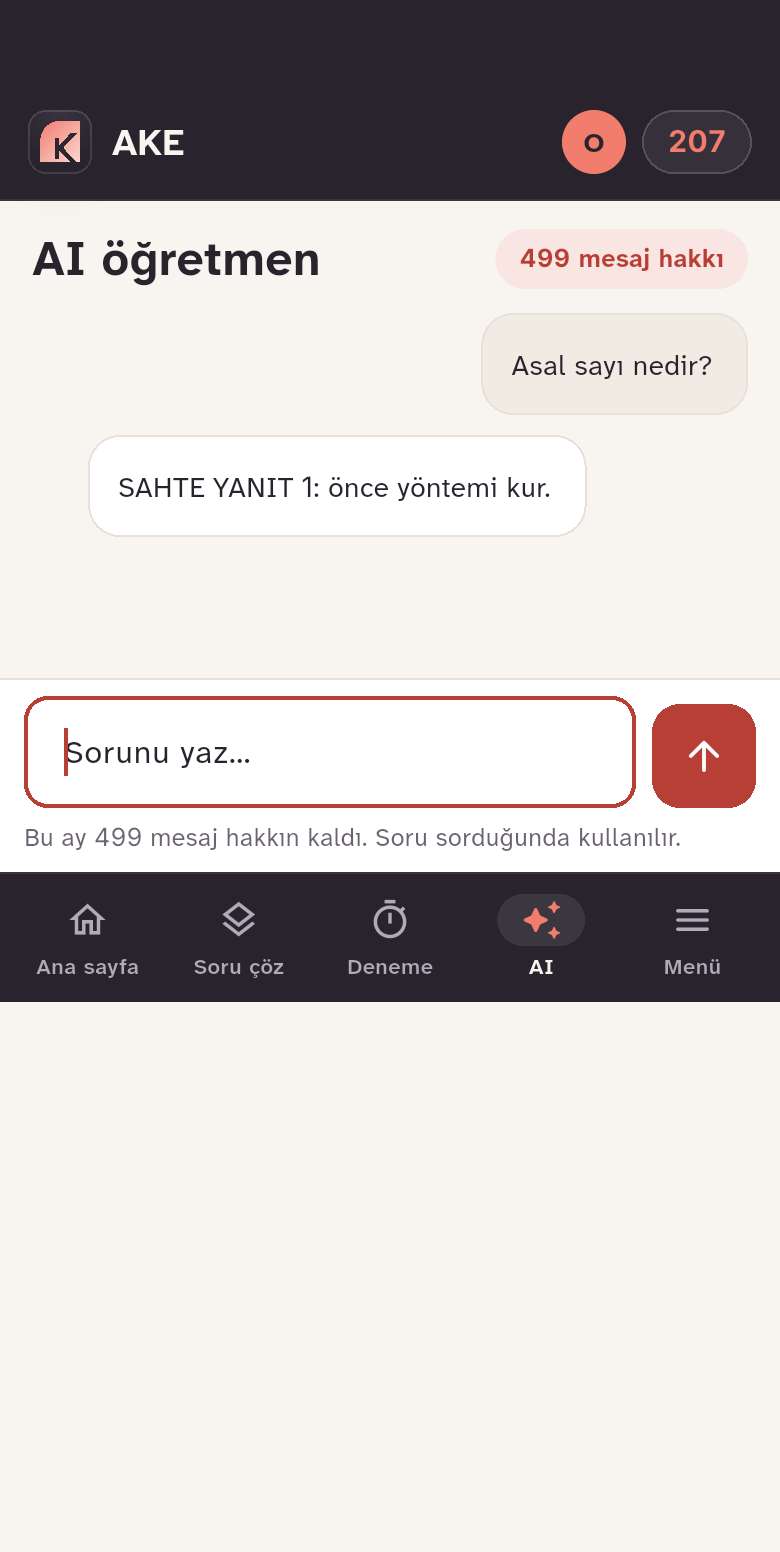 K AKE
O 207
AI öğretmen
499 mesaj hakkı
Asal sayı nedir?
SAHTE YANIT 1: önce yöntemi kur.
Sorunu yaz...
Bu ay 499 mesaj hakkın kaldı. Soru sorduğunda kullanılır.
Ana sayfa Soru çöz Deneme AI Menü